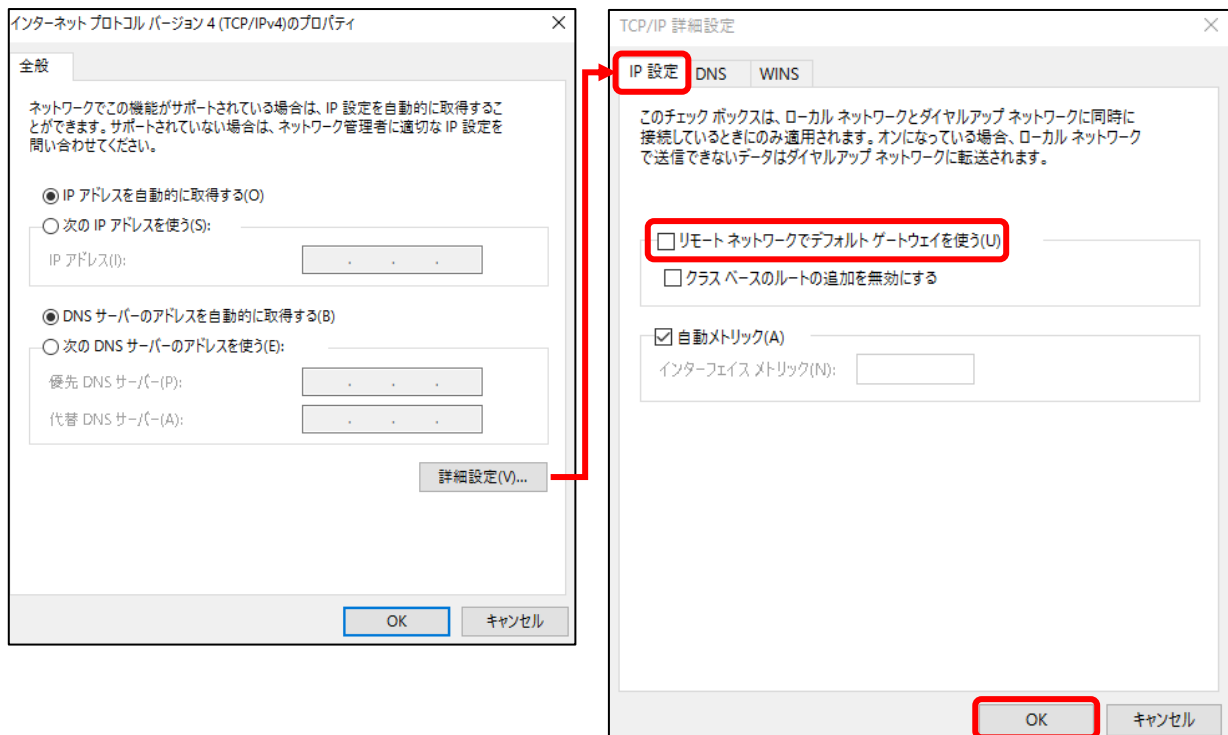 インターネット プロトコル バージョン 4 (TCP/IPv4)のプロパティ
全般
ネットワークでこの機能がサポートされている場合は、IP 設定を自動的に取得するこ
とができます。サポートされていない場合は、ネットワーク管理者に適切な IP 設定を
問い合わせてください。
IP アドレスを自動的に取得する(O)
次の IP アドレスを使う(S):
IP アドレス(I):
DNS サーバーのアドレスを自動的に取得する(B)
次の DNS サーバーのアドレスを使う(E):
優先 DNS サーバー(P):
代替 DNS サーバー(A):
詳細設定(V)...
OK
キャンセル
TCP/IP 詳細設定
IP 設定 DNS WINS
このチェック ボックスは、ローカル ネットワークとダイヤルアップ ネットワークに同時に
接続しているときにのみ適用されます。オンになっている場合、ローカル ネットワーク
で送信できないデータはダイヤルアップ ネットワークに転送されます。
リモート ネットワークでデフォルト ゲートウェイを使う(U)
クラス ベースのルートの追加を無効にする
自動メトリック(A)
インターフェイス メトリック(N):
OK
キャンセル